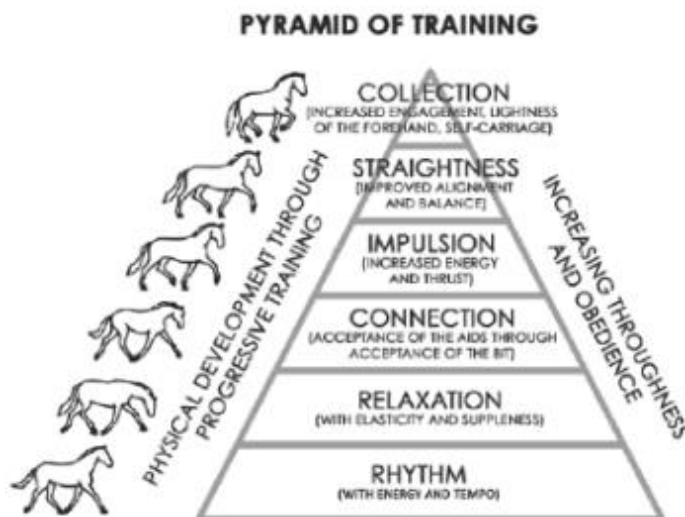 PYRAMID OF TRAINING
COLLECTION
(INCREASED ENGAGEMENT, LIGHTNESS
OF THE FOREHAND, SELF-CARRIAGE)
STRAIGHTNESS
(IMPROVED ALIGNMENT
AND BALANCE)
IMPULSION
(INCREASED ENERGY
AND THRUST)
CONNECTION
(ACCEPTANCE OF THE AIDS THROUGH
ACCEPTANCE OF THE BIT)
RELAXATION
(WITH ELASTICITY AND SUPPLENESS)
RHYTHM
(WITH ENERGY AND TEMPO)
PHYSICAL DEVELOPMENT THROUGH
PROGRESSIVE TRAINING
INCREASING THROUGHNESS
AND OBEDIENCE